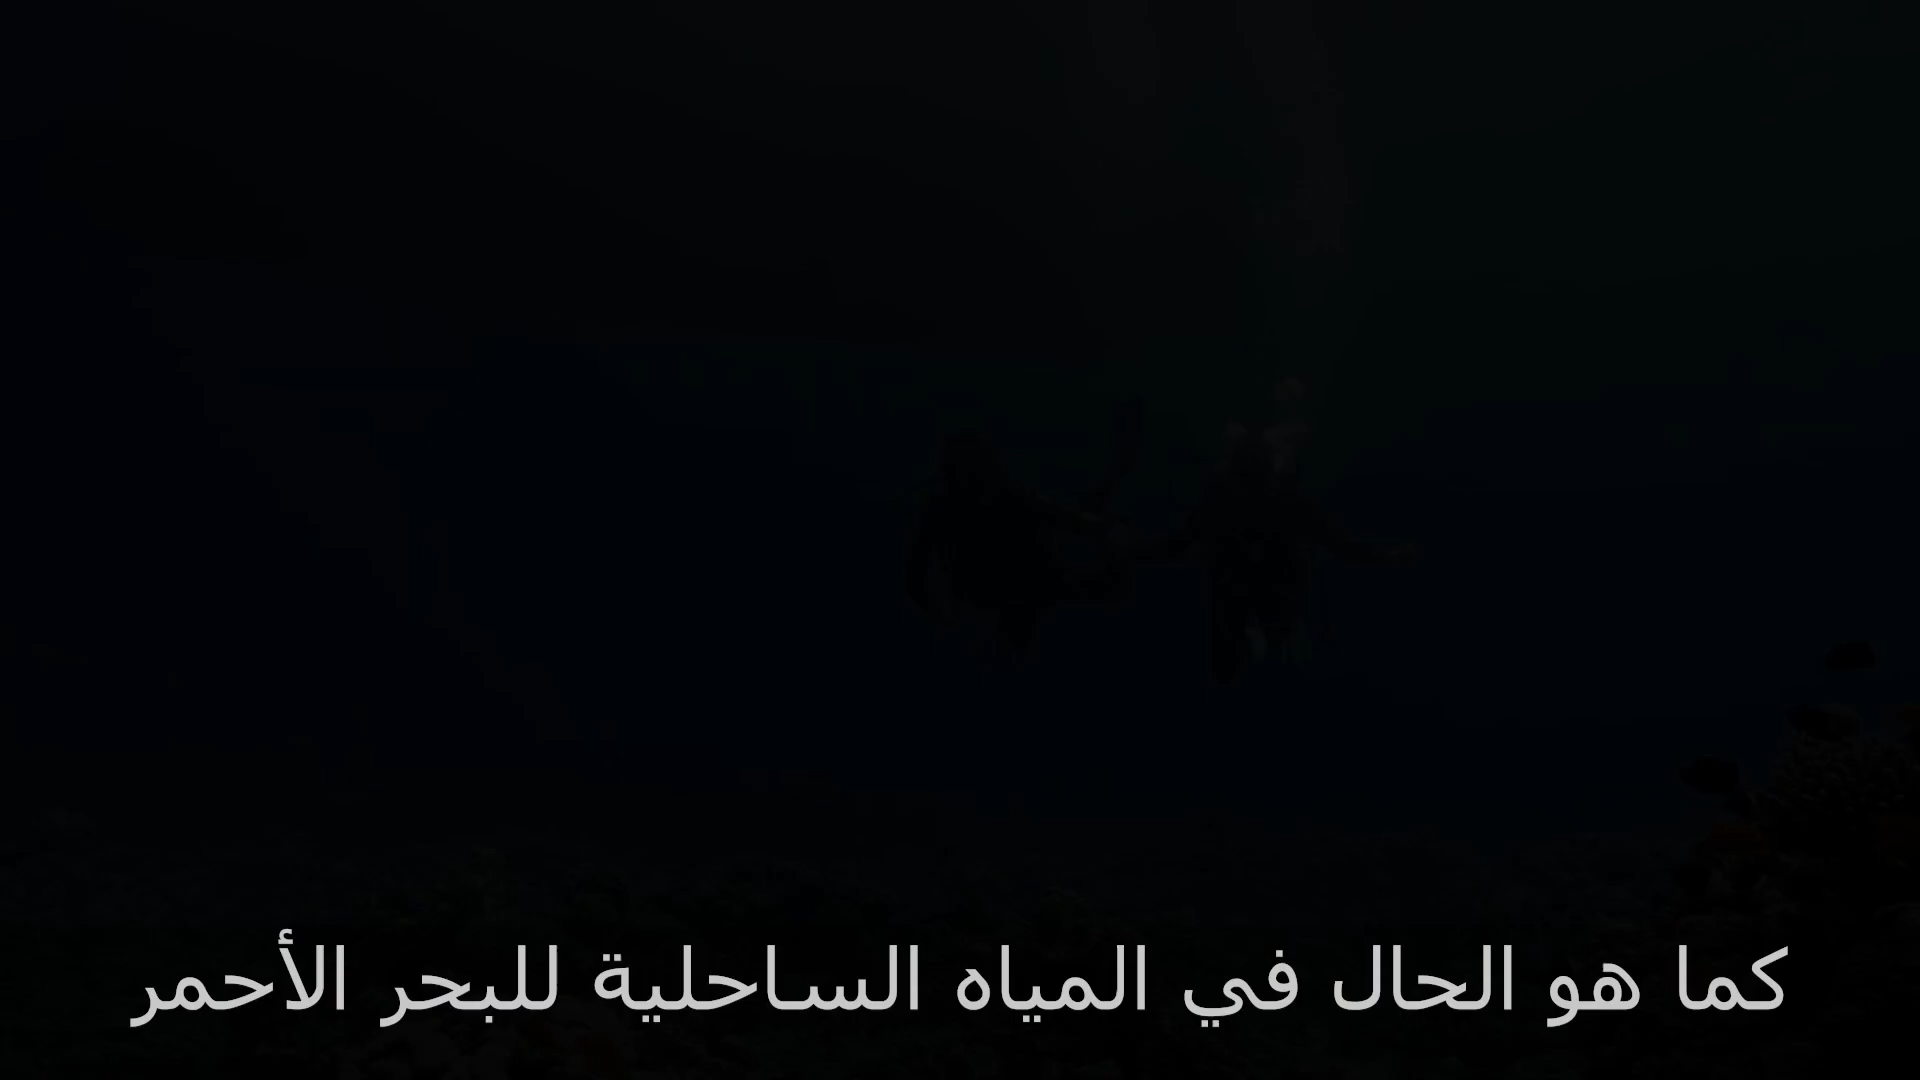 كما هو الحال في المياه الساحلية للبحر الأحمر